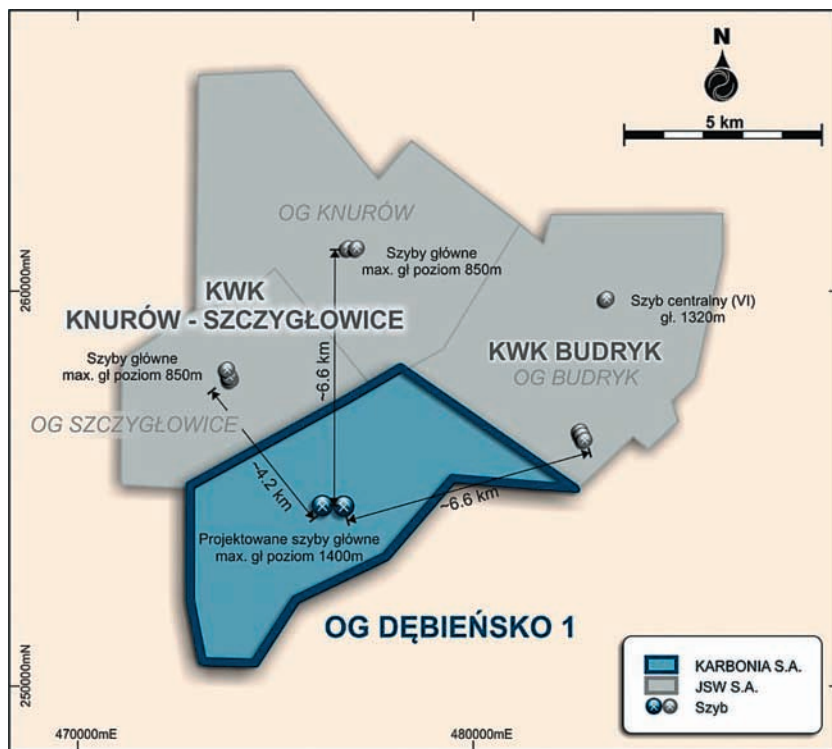 N
5 km
OG KNURÓW
Szyby główne
max. gł poziom 850m
KWK
KNURÓW - SZCZYGŁOWICE
Szyb centralny (VI)
gł. 1320m
Szyby główne
max. gł poziom 850m
~6.6 km
KWK BUDRYK
OG BUDRYK
OG SZCZYGŁOWICE
~4.2 km
~6.6 km
Projektowane szyby główne
max. gł poziom 1400m
OG DĘBIEŃSKO 1
KARBONIA S.A.
JSW S.A.
Szyb
260000mN
250000mN
470000mE
480000mE